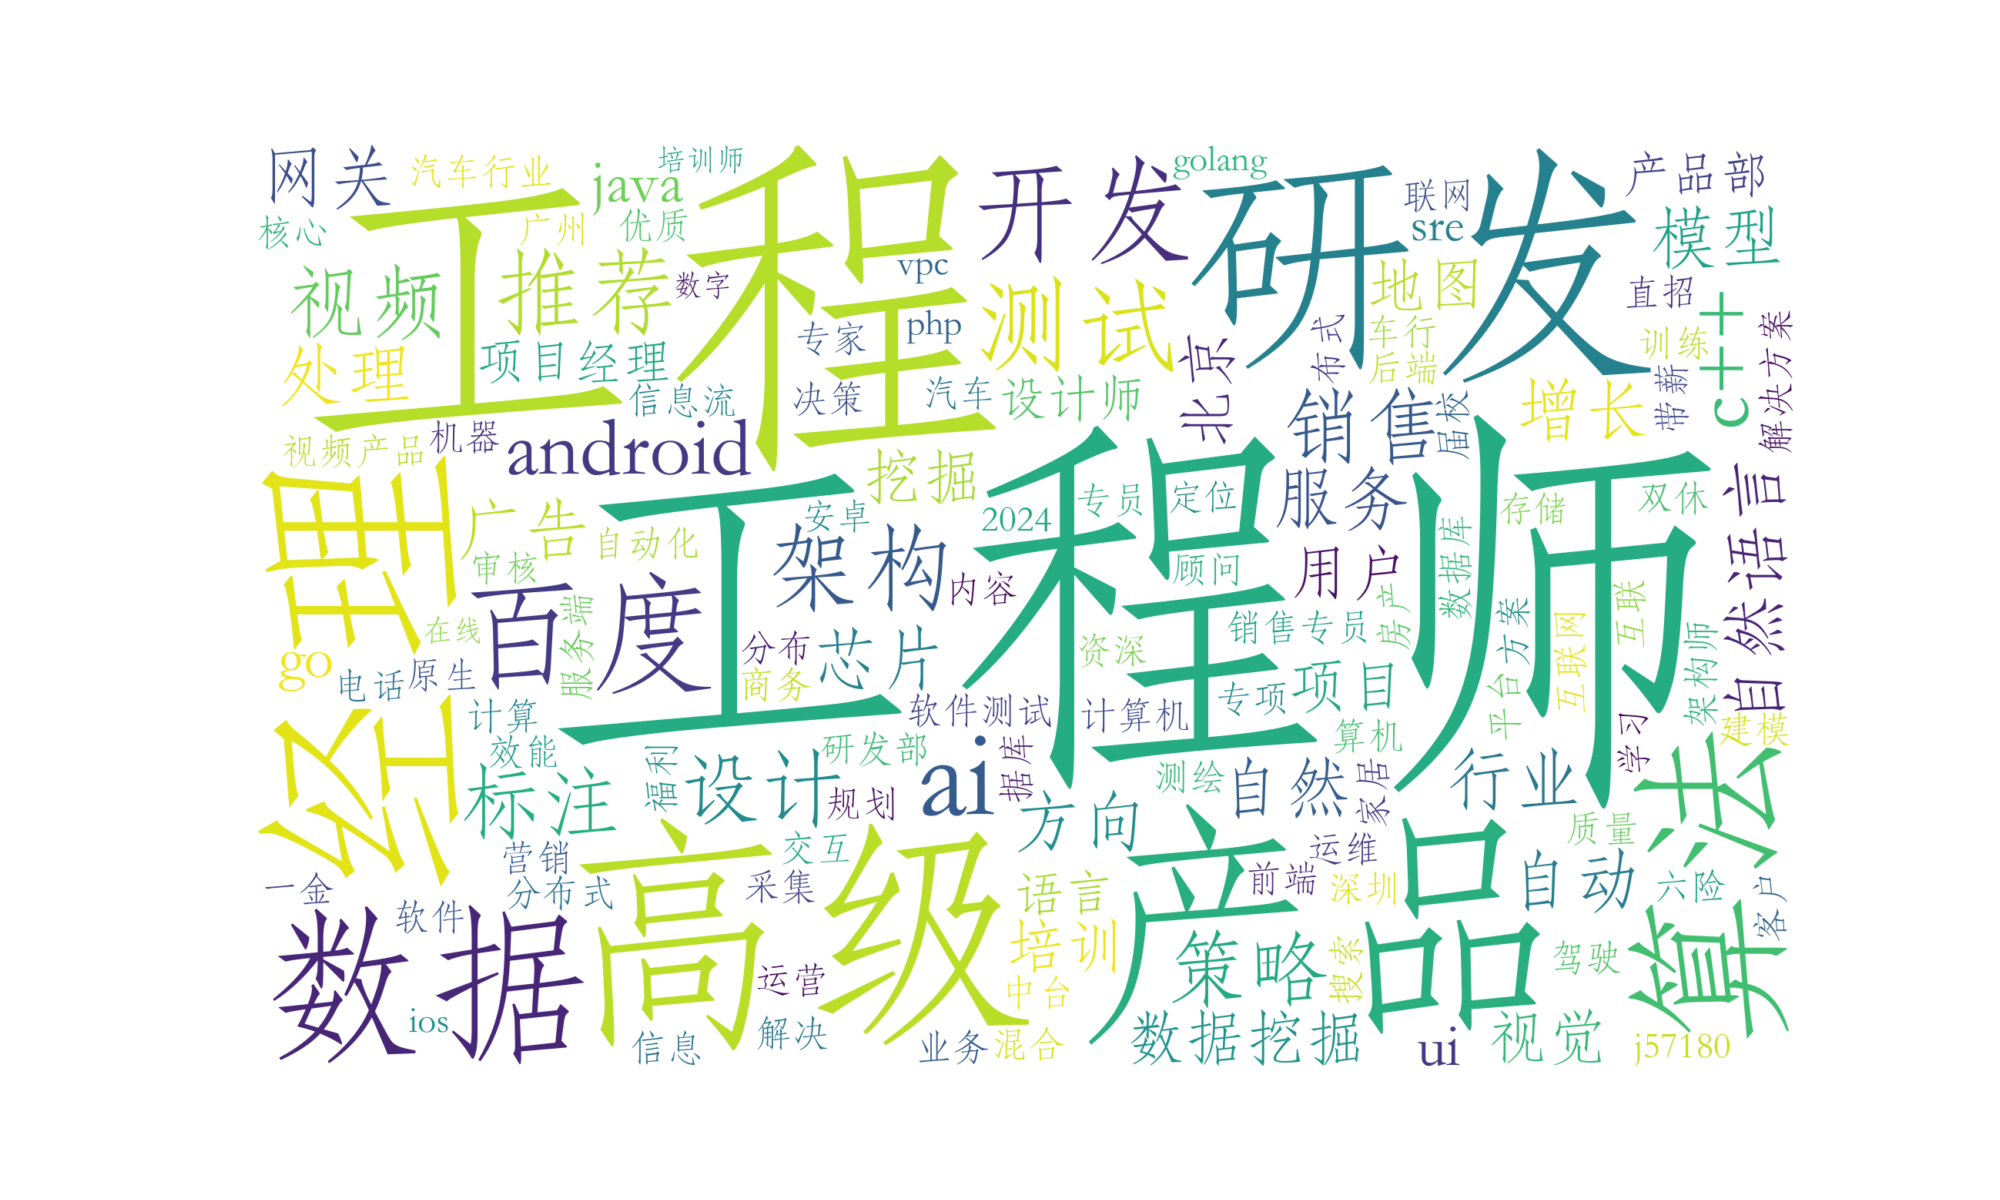 网关
汽车行业
java
培训师
工程
开发
golang
研发
联网
产品部
核心
广州
优质
sre
模型
视频
推荐
数字
vpc
测试
地图
直招
c++
处理
项目经理
专家
php
北京
布式
车行
训练
解决方案
信息流
决策
汽车
设计师
后端
带薪
视频产品
机器
android
销售
届校
增长
经理
广告
挖掘
安卓
2024
专员
定位
服务
存储
双休
自然语言
审核
自动化
架构
工程师
顾问
用户
数据库
百度
内容
在线
服务端
分布
芯片
资深
销售专员
房产
平台方案
互联网
互联
架构师
go
电话
原生
商务
计算
软件测试
计算机
专项
项目
学习
建模
效能
福利
研发部
ai
据库
算机
算法
标注
设计
规划
测绘
自然
家居
行业
方向
营销
交互
高级
产品
运维
质量
一金
分布式
采集
语言
前端
深圳
自动
六险
客户
数据
软件
运营
培训
中台
策略
搜索
驾驶
ios
信息
解决
业务
混合
数据挖掘
ui
视觉
j57180